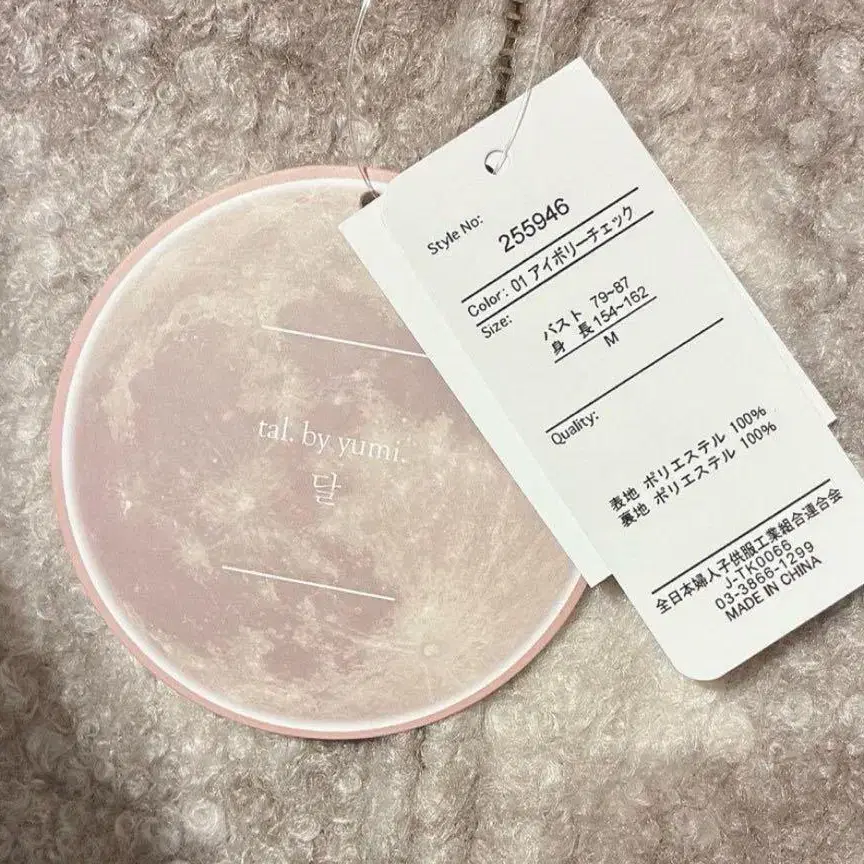 tal. by yumi.
달
Style No:
255946
Color: 01 アイボリーチェック
Size:
バスト 79~87
身 長 154~162
M
Quality:
表地 ポリエステル 100%
裏地 ポリエステル 100%
全日本婦人子供服工業組合連合会
J-TK0066
03-3866-1299
MADE IN CHINA